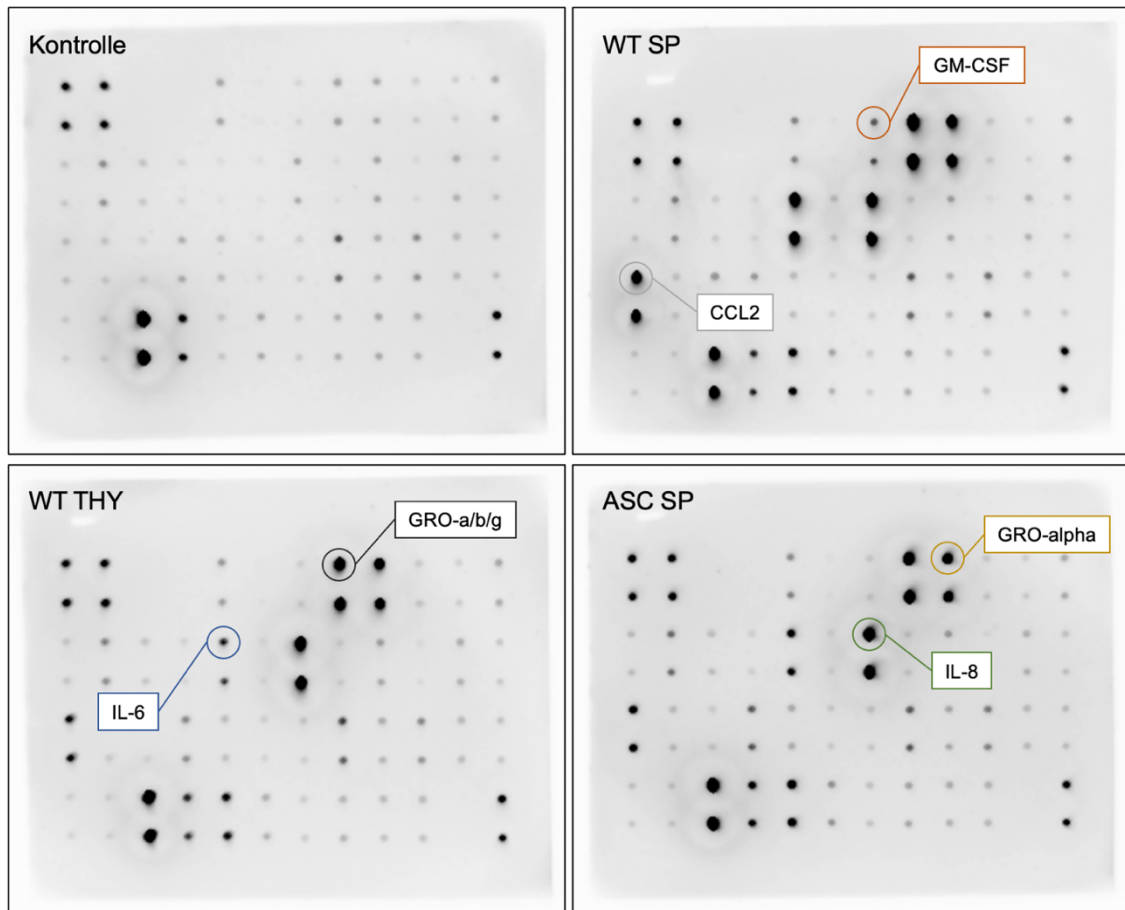 Kontrolle
WT SP
GM-CSF
CCL2
WT THY
GRO-a/b/g
IL-6
ASC SP
GRO-alpha
IL-8